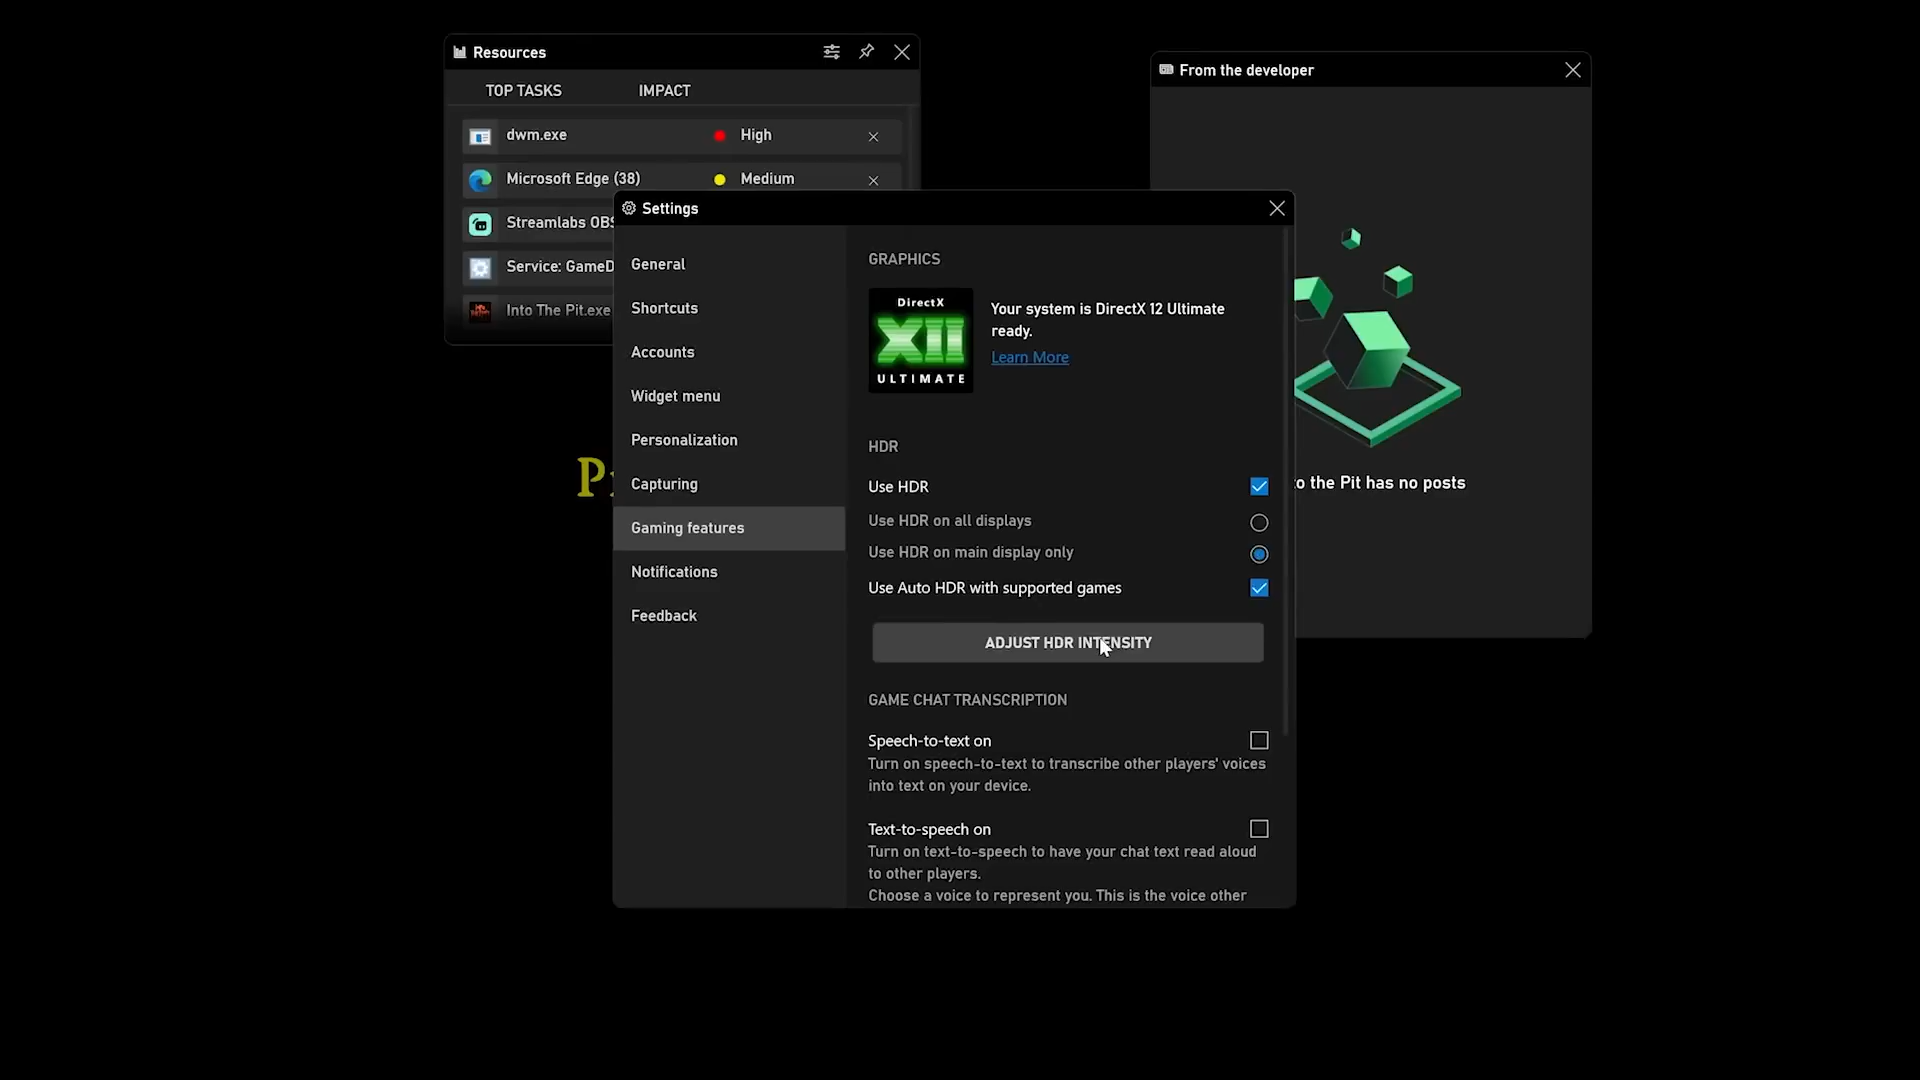 Resources
TOP TASKS IMPACT
dwm.exe High
Microsoft Edge (38) Medium
Streamlabs OBS
Service: GameD
Into The Pit.exe
From the developer
to the Pit has no posts
Settings
General
Shortcuts
Accounts
Widget menu
Personalization
Capturing
Gaming features
Notifications
Feedback
GRAPHICS
DirectX
XII
ULTIMATE
Your system is DirectX 12 Ultimate
ready.
Learn More
HDR
Use HDR
Use HDR on all displays
Use HDR on main display only
Use Auto HDR with supported games
ADJUST HDR INTENSITY
GAME CHAT TRANSCRIPTION
Speech-to-text on
Turn on speech-to-text to transcribe other players' voices
into text on your device.
Text-to-speech on
Turn on text-to-speech to have your chat text read aloud
to other players.
Choose a voice to represent you. This is the voice other